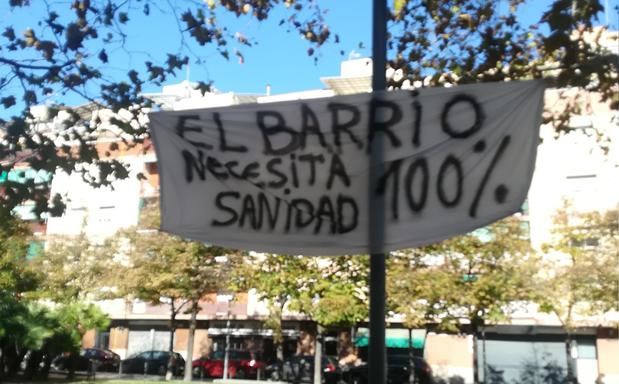 EL BARRIO
NECESITA 100%
SANIDAD